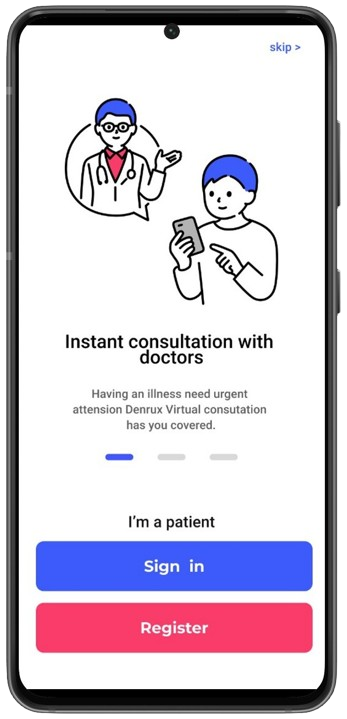 skip >
Instant consultation with
doctors
Having an illness need urgent
attension Denrux Virtual consutation
has you covered.
I'm a patient
Sign in
Register